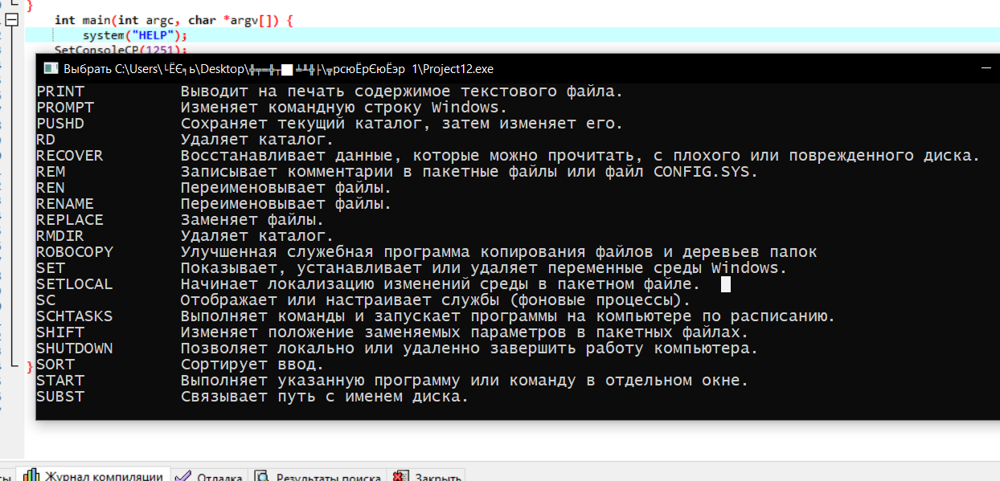 }
int main(int argc, char *argv[]) {
system("HELP");
SetConsoleCP(1251);
Выбрать C:\Users\ \Desktop\ 1\Project12.exe
PRINT Выводит на печать содержимое текстового файла.
PROMPT Изменяет командную строку Windows.
PUSHD Сохраняет текущий каталог, затем изменяет его.
RD Удаляет каталог.
RECOVER Восстанавливает данные, которые можно прочитать, с плохого или поврежденного диска.
REM Записывает комментарии в пакетные файлы или файл CONFIG.SYS.
REN Переименовывает файлы.
RENAME Переименовывает файлы.
REPLACE Заменяет файлы.
RMDIR Удаляет каталог.
ROBOCOPY Улучшенная служебная программа копирования файлов и деревьев папок
SET Показывает, устанавливает или удаляет переменные среды Windows.
SETLOCAL Начинает локализацию изменений среды в пакетном файле.
SC Отображает или настраивает службы (фоновые процессы).
SCHTASKS Выполняет команды и запускает программы на компьютере по расписанию.
SHIFT Изменяет положение заменяемых параметров в пакетных файлах.
SHUTDOWN Позволяет локально или удаленно завершить работу компьютера.
} SORT Сортирует ввод.
START Выполняет указанную программу или команду в отдельном окне.
SUBST Связывает путь с именем диска.
Журнал компиляции Отладка Результаты поиска Закрыть